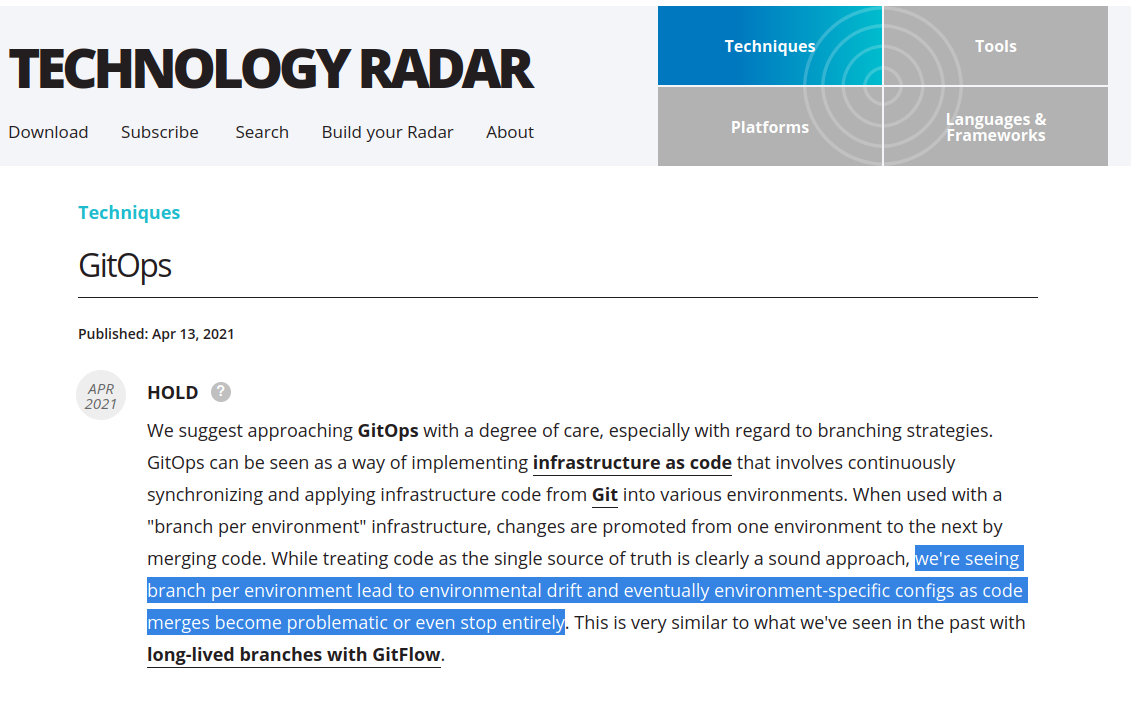 TECHNOLOGY RADAR
Download Subscribe Search Build your Radar About
Techniques
Tools
Platforms
Languages &
Frameworks
Techniques
GitOps
Published: Apr 13, 2021
APR
2021
HOLD ?
We suggest approaching GitOps with a degree of care, especially with regard to branching strategies.
GitOps can be seen as a way of implementing infrastructure as code that involves continuously
synchronizing and applying infrastructure code from Git into various environments. When used with a
"branch per environment" infrastructure, changes are promoted from one environment to the next by
merging code. While treating code as the single source of truth is clearly a sound approach, we're seeing
branch per environment lead to environmental drift and eventually environment-specific configs as code
merges become problematic or even stop entirely. This is very similar to what we've seen in the past with
long-lived branches with GitFlow.